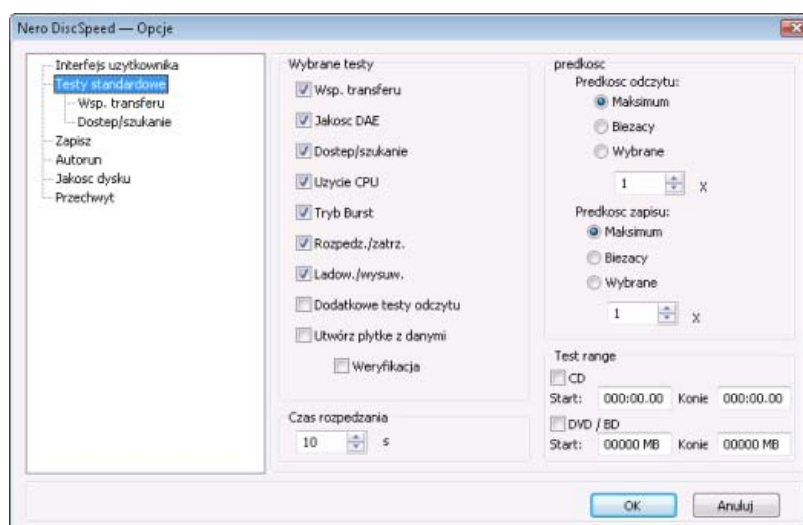 Nero DiscSpeed — Opcje
Interfejs uzytkownika
Testy standardowe
Wsp. transferu
Dostep/szukanie
Zapisz
Autorun
Jakosc dysku
Przechwyt
Wybrane testy
Wsp. transferu
Jakosc DAE
Dostep/szukanie
Uzycie CPU
Tryb Burst
Rozpedz./zatrz.
Ladow./wysuw.
Dodatkowe testy odczytu
Utwórz plytke z danymi
Weryfikacja
Czas rozpedzania
10 s
predkosc
Predkosc odczytu:
Maksimum
Biezacy
Wybrane
1 x
Predkosc zapisu:
Maksimum
Biezacy
Wybrane
1 x
Test range
CD
Start: 000:00.00 Konie 000:00.00
DVD / BD
Start: 00000 MB Konie 00000 MB
OK Anuluj